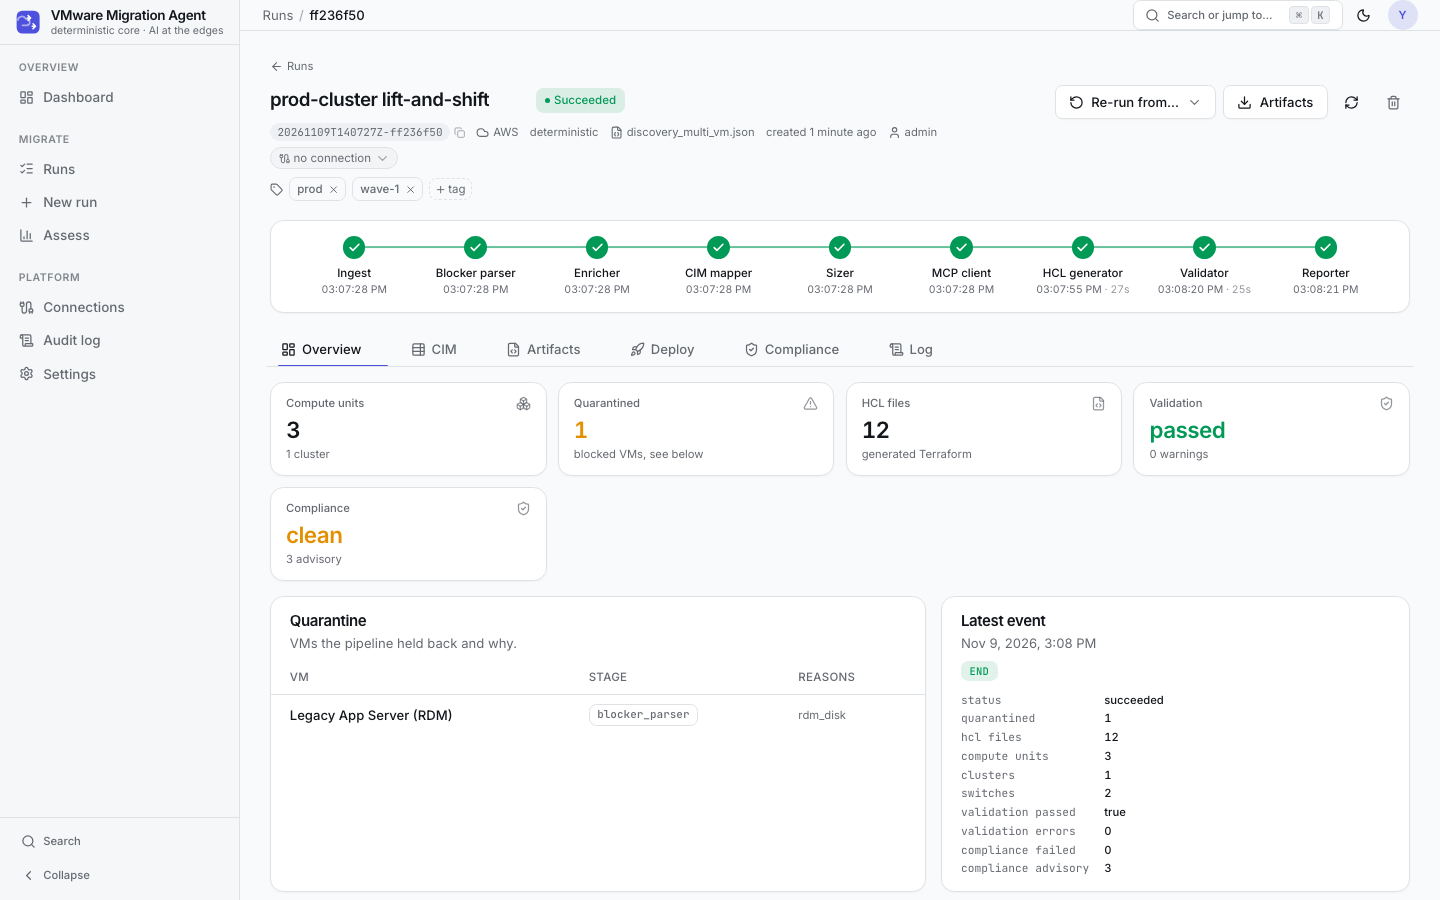 VMware Migration Agent
deterministic core · AI at the edges
OVERVIEW
Dashboard
MIGRATE
Runs
New run
Assess
PLATFORM
Connections
Audit log
Settings
Search
Collapse
Runs / ff236f50
Search or jump to... ⌘ K
Y
Runs
prod-cluster lift-and-shift
Succeeded
Re-run from...
Artifacts
20261109T140727Z-ff236f50 AWS deterministic discovery_multi_vm.json created 1 minute ago admin
no connection
prod wave-1 + tag
Ingest Blocker parser Enricher CIM mapper Sizer MCP client HCL generator Validator Reporter
03:07:28 PM 03:07:28 PM 03:07:28 PM 03:07:28 PM 03:07:28 PM 03:07:28 PM 03:07:55 PM · 27s 03:08:20 PM · 25s 03:08:21 PM
Overview CIM Artifacts Deploy Compliance Log
Compute units
3
1 cluster
Quarantined
1
blocked VMs, see below
HCL files
12
generated Terraform
Validation
passed
0 warnings
Compliance
clean
3 advisory
Quarantine
VMs the pipeline held back and why.
VM STAGE REASONS
Legacy App Server (RDM) blocker_parser rdm_disk
Latest event
Nov 9, 2026, 3:08 PM
END
status succeeded
quarantined 1
hcl files 12
compute units 3
clusters 1
switches 2
validation passed true
validation errors 0
compliance failed 0
compliance advisory 3